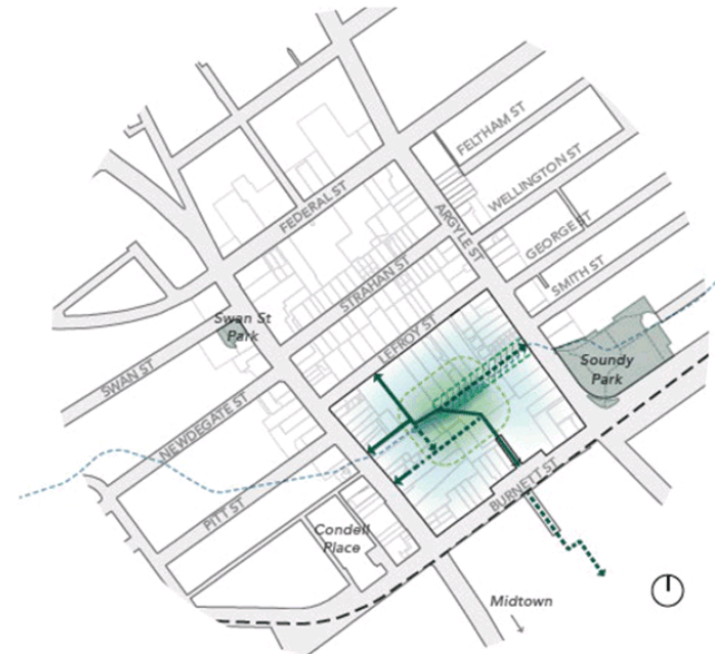 FELTHAM ST
WELLINGTON ST
FEDERAL ST
ARGYLE ST
GEORGE ST
STRAHAN ST
SMITH ST
Swan St
Park
LEFROY ST
Soundy
Park
SWAN ST
NEWDEGATE ST
BURNETT ST
PITT ST
Condell
Place
Midtown